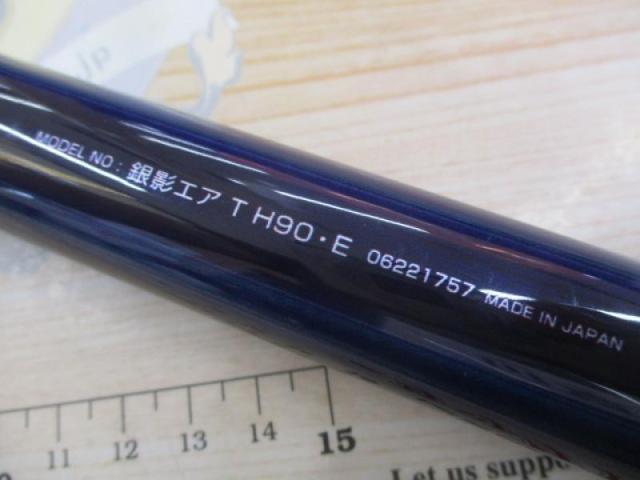 jp
MODEL NO : 銀影エア T H90・E 06221757 MADE IN JAPAN
11 12 13 14 15
Let us suppo